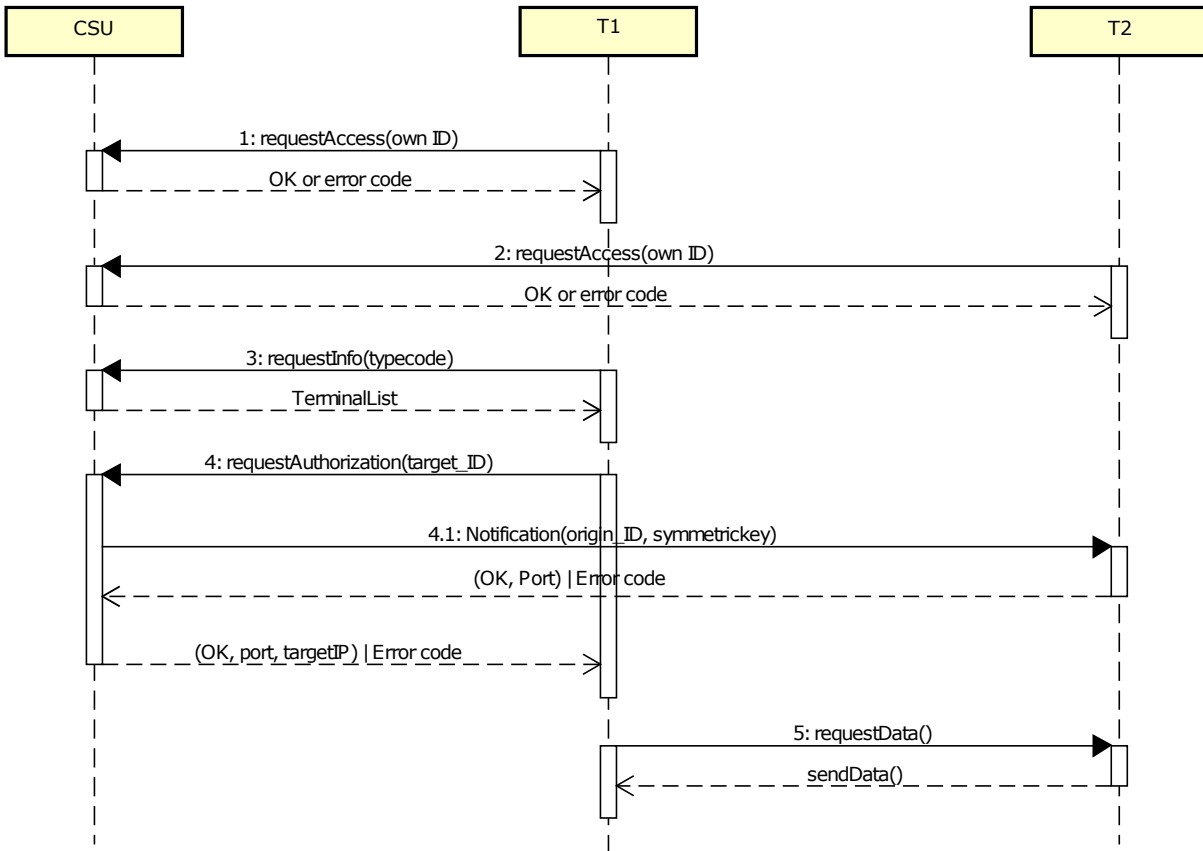 CSU
T1
T2
1: requestAccess(own ID)
OK or error code
2: requestAccess(own ID)
OK or error code
3: requestInfo(typecode)
TerminalList
4: requestAuthorization(target_ID)
4.1: Notification(origin_ID, symmetrickey)
(OK, Port) | Error code
(OK, port, targetIP) | Error code
5: requestData()
sendData()